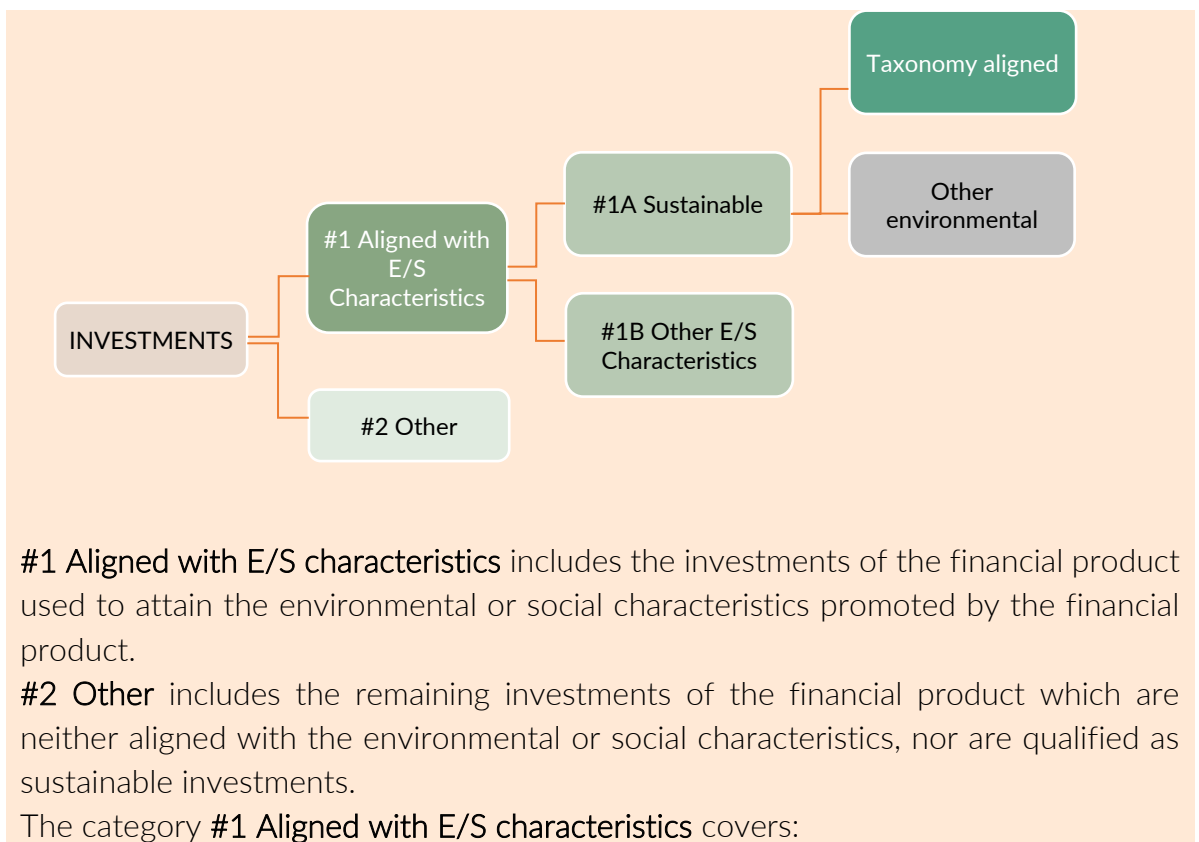 Taxonomy aligned
Other
environmental
#1A Sustainable
#1 Aligned with
E/S
Characteristics
#1B Other E/S
Characteristics
INVESTMENTS
#2 Other
#1 Aligned with E/S characteristics includes the investments of the financial product
used to attain the environmental or social characteristics promoted by the financial
product.
#2 Other includes the remaining investments of the financial product which are
neither aligned with the environmental or social characteristics, nor are qualified as
sustainable investments.
The category #1 Aligned with E/S characteristics covers: